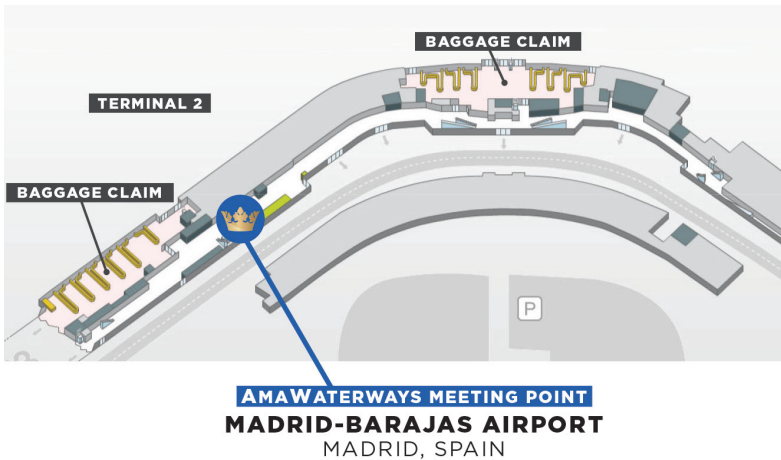 BAGGAGE CLAIM
TERMINAL 2
BAGGAGE CLAIM
P
AMAWATERWAYS MEETING POINT
MADRID-BARAJAS AIRPORT
MADRID, SPAIN